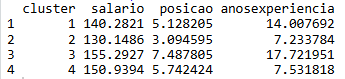 cluster salario posicao anosexperiencia
1 1 140.2821 5.128205 14.007692
2 2 130.1486 3.094595 7.233784
3 3 155.2927 7.487805 17.721951
4 4 150.9394 5.742424 7.531818